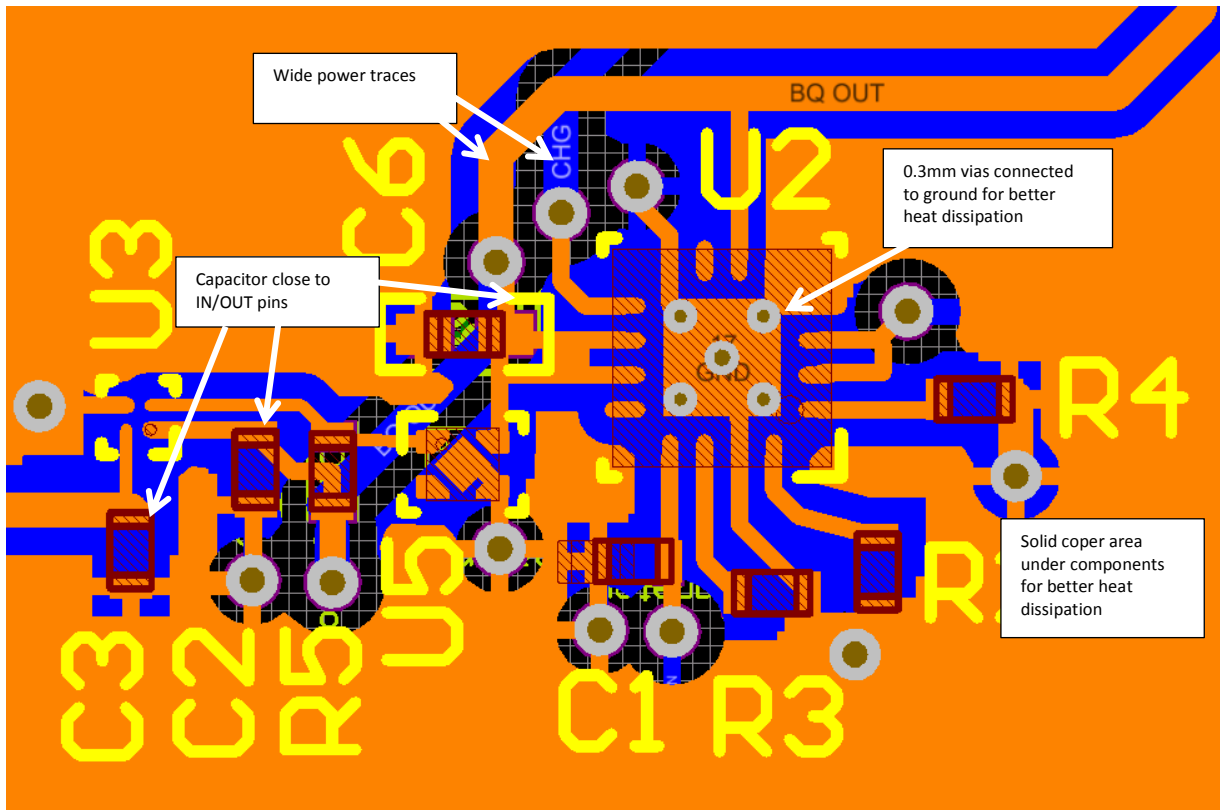 Wide power traces
BQ OUT
CHG
U2
0.3mm vias connected
to ground for better
heat dissipation
C6
U3
Capacitor close to
IN/OUT pins
GND
R4
Solid coper area
under components
for better heat
dissipation
U5
C3
C2
R5
C1
R3